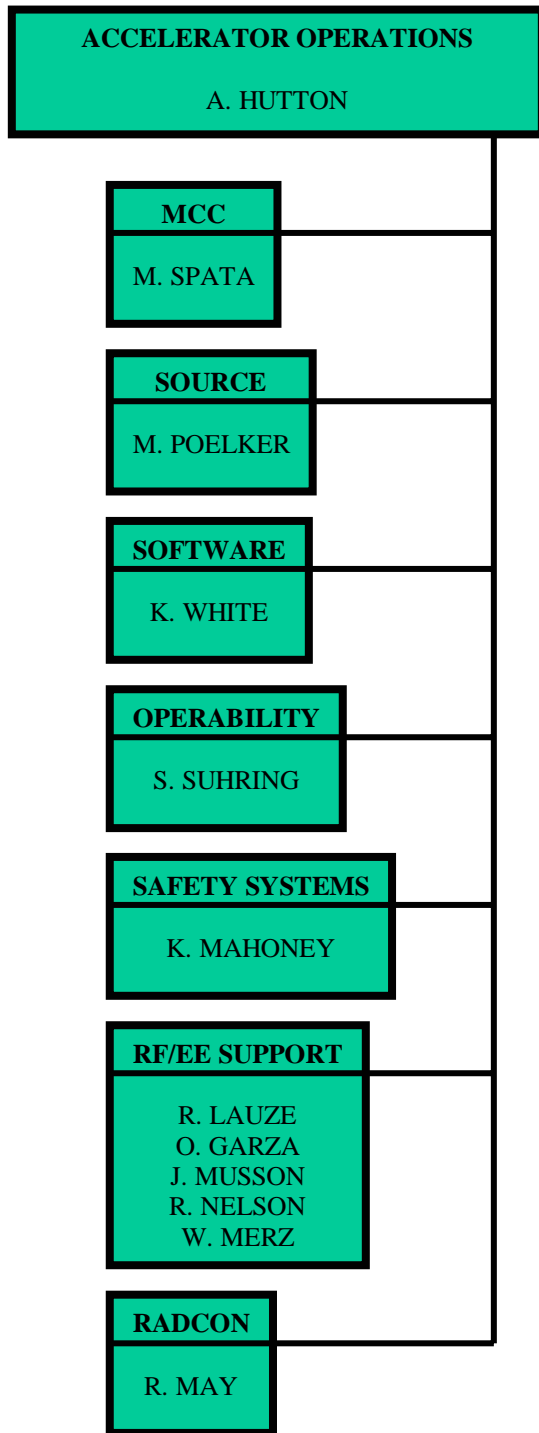 ACCELERATOR OPERATIONS
A. HUTTON
MCC
M. SPATA
SOURCE
M. POELKER
SOFTWARE
K. WHITE
OPERABILITY
S. SUHRING
SAFETY SYSTEMS
K. MAHONEY
RF/EE SUPPORT
R. LAUZE
O. GARZA
J. MUSSON
R. NELSON
W. MERZ
RADCON
R. MAY